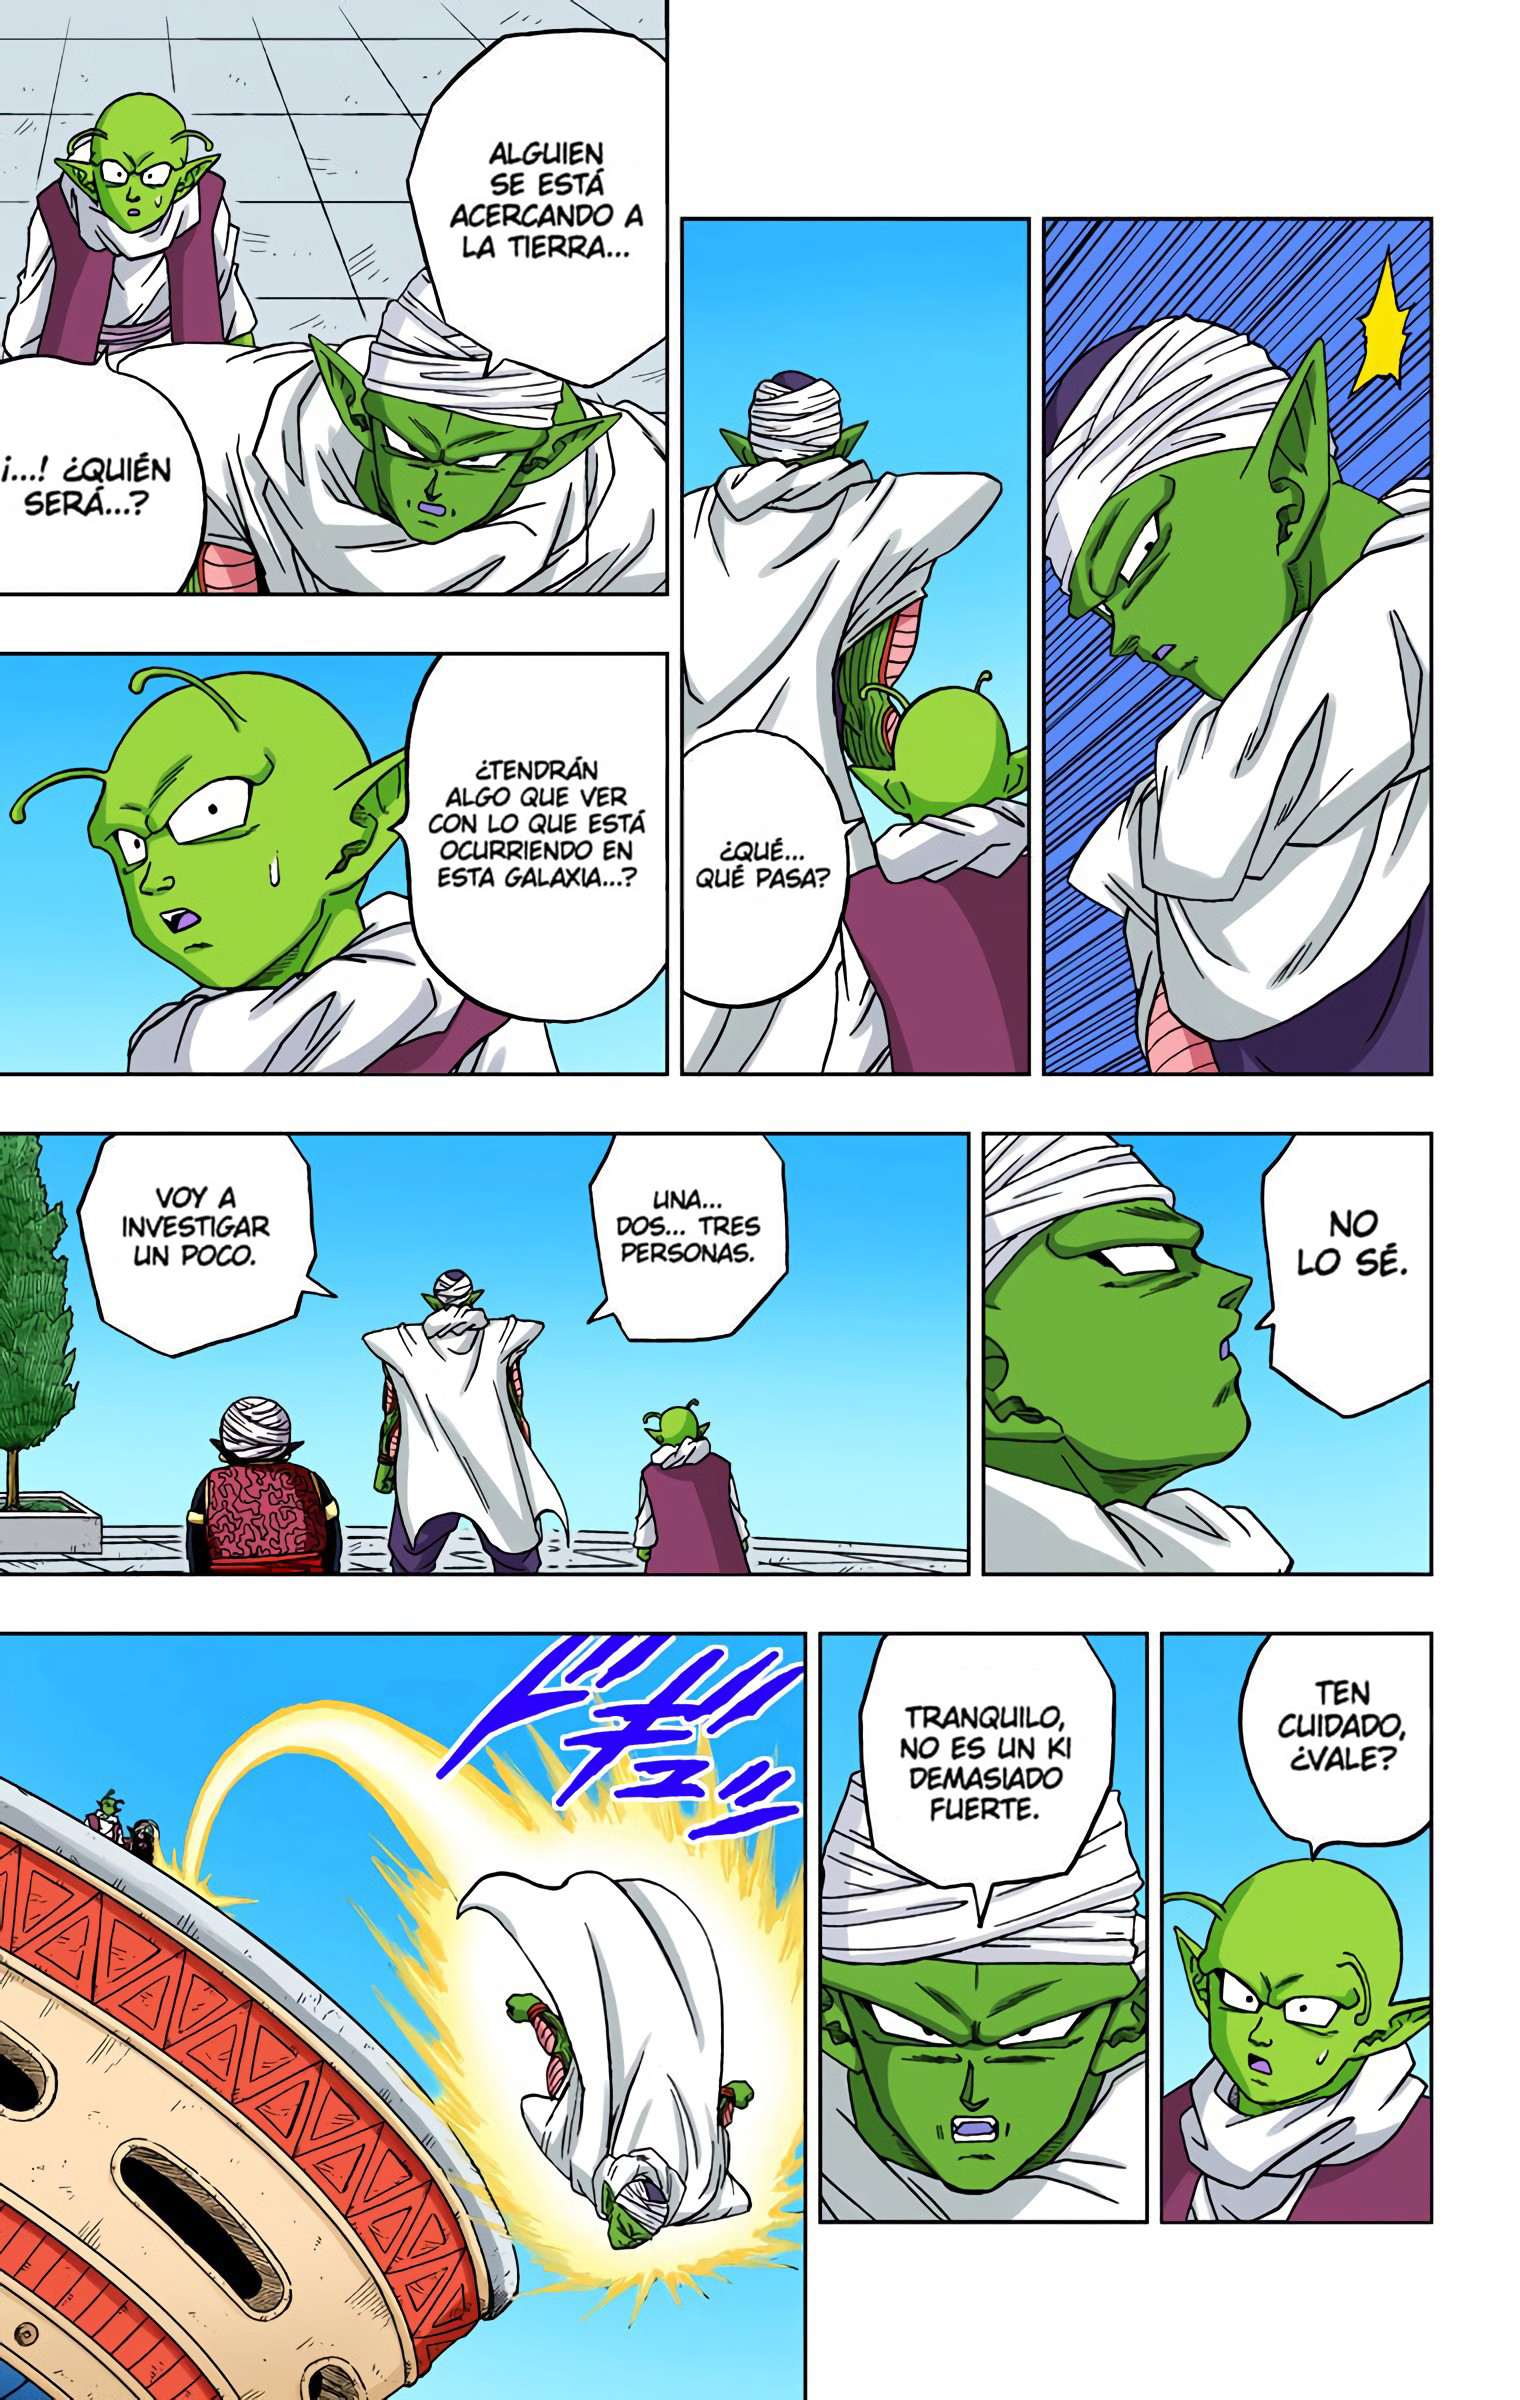 ¿QUÉ...
QUÉ PASA?
ALGUIEN
SE ESTÁ
ACERCANDO A
LA TIERRA...
¡...! ¿QUIÉN
SERÁ...?
¿TENDRÁN
ALGO QUE VER
CON LO QUE ESTÁ
OCURRIENDO EN
ESTA GALAXIA...?
NO
LO SÉ.
UNA...
DOS... TRES
PERSONAS.
VOY A
INVESTIGAR
UN POCO.
TEN
CUIDADO,
¿VALE?
TRANQUILO,
NO ES UN KI
DEMASIADO
FUERTE.